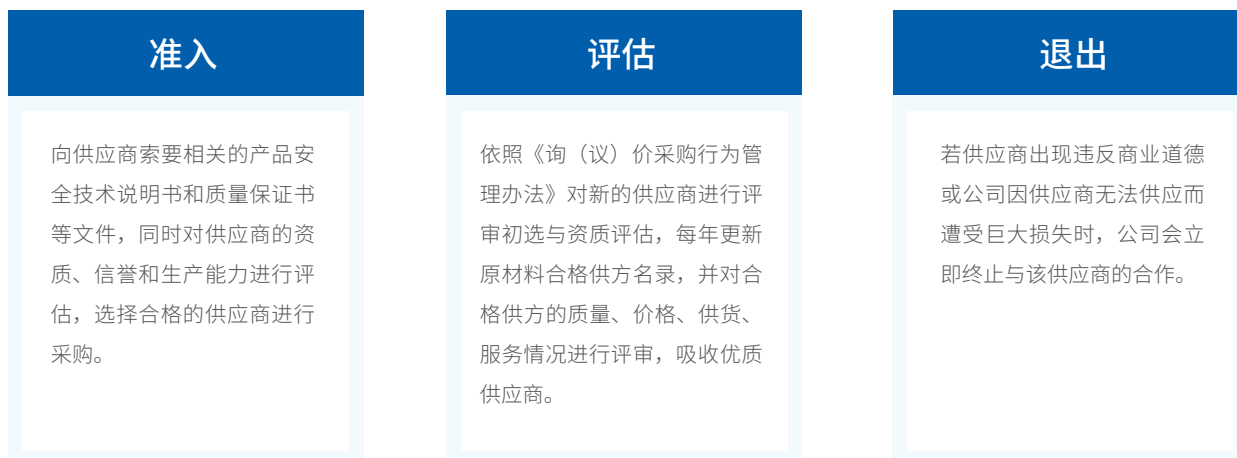 准入
向供应商索要相关的产品安
全技术说明书和质量保证书
等文件，同时对供应商的资
质、信誉和生产能力进行评
估，选择合格的供应商进行
采购。
评估
依照《询（议）价采购行为管
理办法》对新的供应商进行评
审初选与资质评估，每年更新
原材料合格供方名录，并对合
格供方的质量、价格、供货、
服务情况进行评审，吸收优质
供应商。
退出
若供应商出现违反商业道德
或公司因供应商无法供应而
遭受巨大损失时，公司会立
即终止与该供应商的合作。